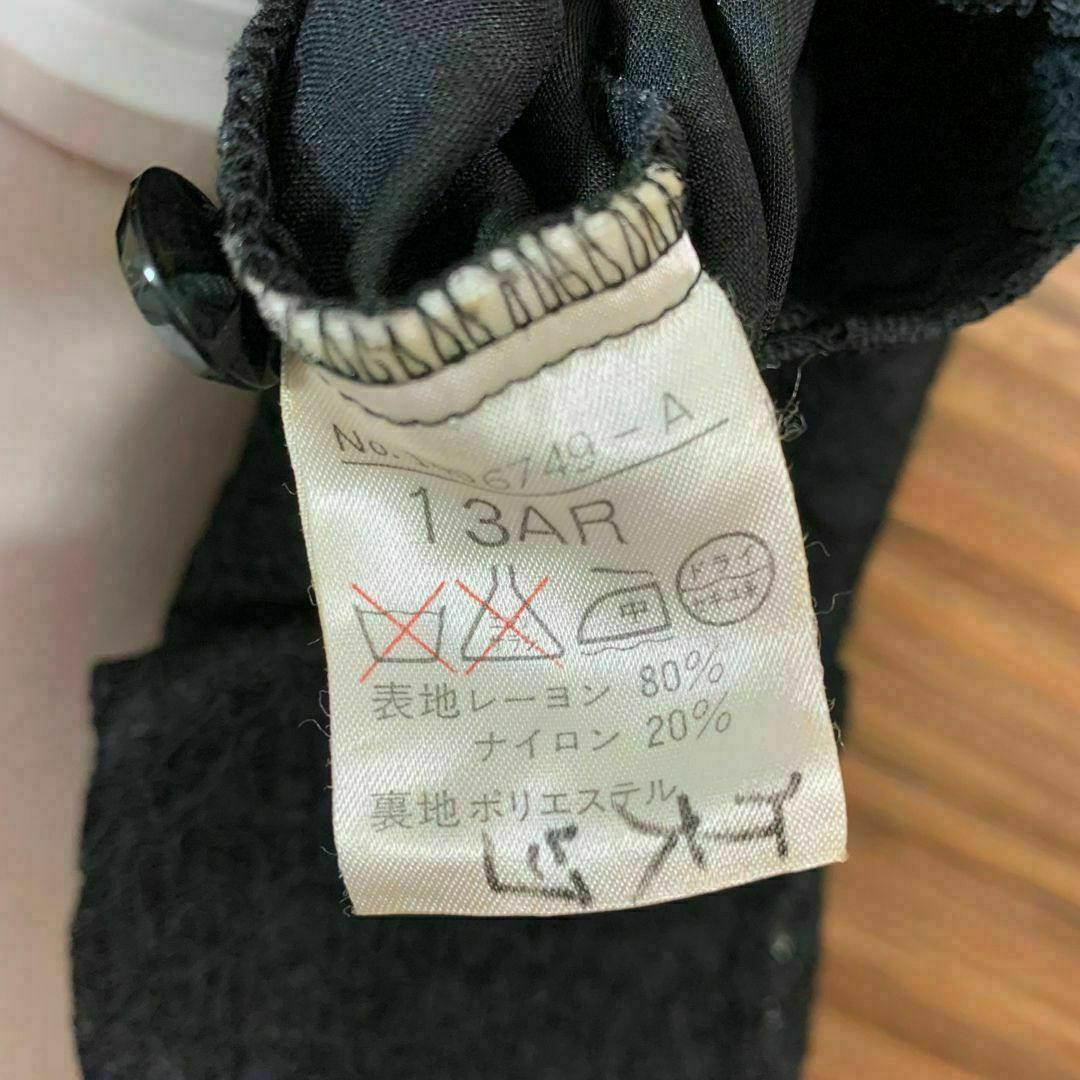 6749-A
13AR
中 ドライ
表地レーヨン 80%
ナイロン 20%
裏地ポリエステル